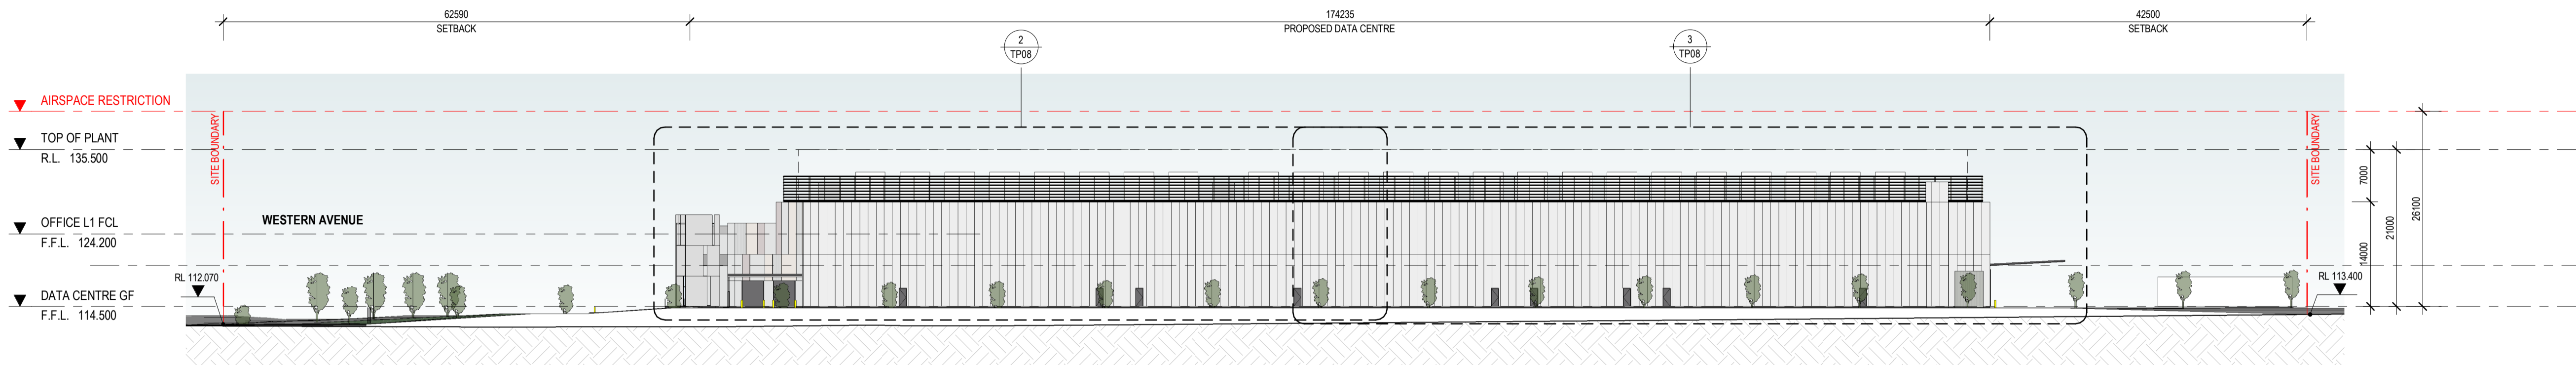 62590
SETBACK
174235
PROPOSED DATA CENTRE
42500
SETBACK
2
TP08
3
TP08
AIRSPACE RESTRICTION
TOP OF PLANT
R.L. 135.500
SITE BOUNDARY
SITE BOUNDARY
WESTERN AVENUE
OFFICE L1 FCL
F.F.L. 124.200
RL 112.070
DATA CENTRE GF
F.F.L. 114.500
RL 113.400
7000
14000
21000
26100